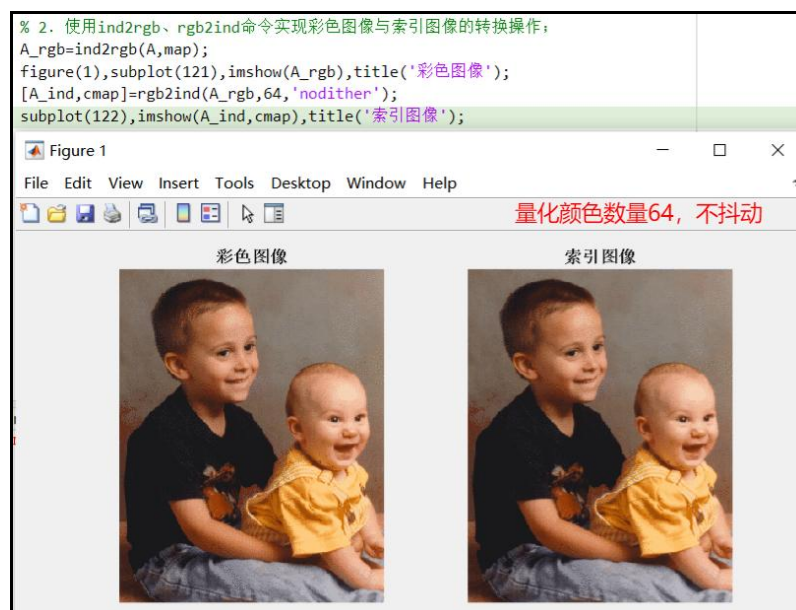 % 2. 使用ind2rgb、rgb2ind命令实现彩色图像与索引图像的转换操作;
A_rgb=ind2rgb(A,map);
figure(1),subplot(121),imshow(A_rgb),title('彩色图像');
[A_ind,cmap]=rgb2ind(A_rgb,64,'nodither');
subplot(122),imshow(A_ind,cmap),title('索引图像');
Figure 1
File Edit View Insert Tools Desktop Window Help
量化颜色数量64，不抖动
彩色图像 索引图像